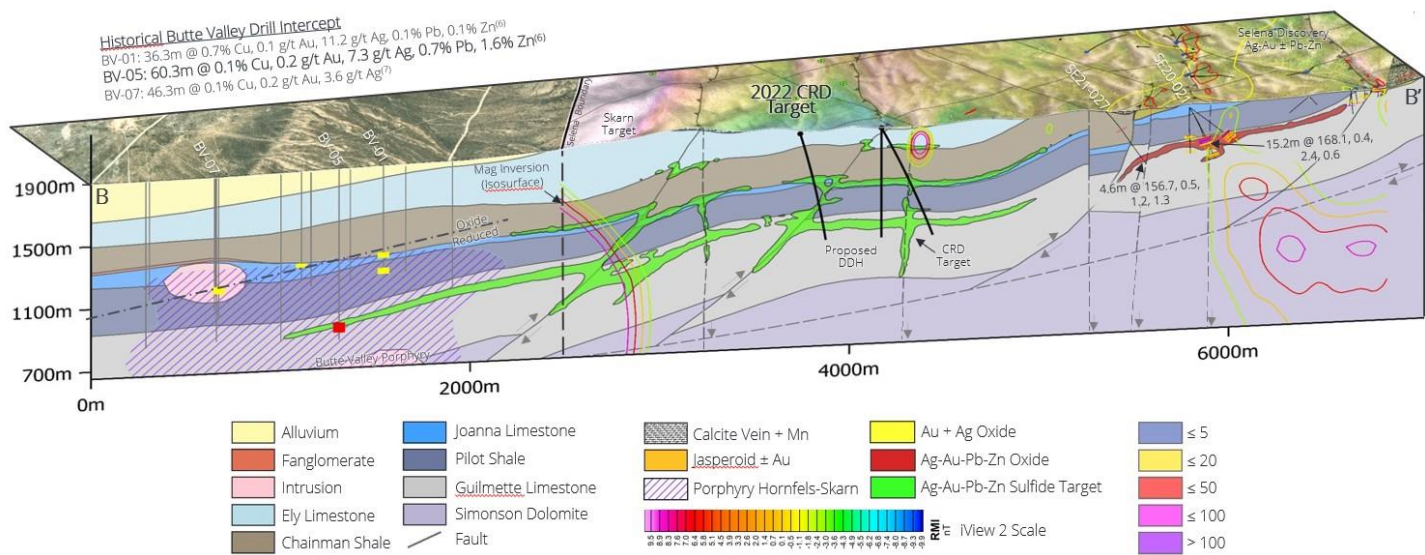 Historical Butte Valley Drill Intercept
BV-01: 36.3m @ 0.7% Cu, 0.1 g/t Au, 11.2 g/t Ag, 0.1% Pb, 0.1% Zn(6)
BV-05: 60.3m @ 0.1% Cu, 0.2 g/t Au, 7.3 g/t Ag, 0.7% Pb, 1.6% Zn(6)
BV-07: 46.3m @ 0.1% Cu, 0.2 g/t Au, 3.6 g/t Ag(7)
Selena Discovery
Ag-Au ± Pb-Zn
SE21-027
Selena Boundary
Skarn
Target
2022 CRD
Target
B'
BV-07
BV-05
BV-01
B
Mag Inversion
(Isosurface)
15.2m @ 168.1, 0.4,
2.4, 0.6
4.6m @ 156.7, 0.5,
1.2, 1.3
Oxide
Reduced
Proposed
DDH
CRD
Target
Butte Valley Porphyry
1900m
1500m
1100m
700m
0m
2000m
4000m
6000m
Alluvium
Fanglomerate
Intrusion
Ely Limestone
Chainman Shale
Joanna Limestone
Pilot Shale
Guilmette Limestone
Simonson Dolomite
Fault
Calcite Vein + Mn
Jasperoid ± Au
Porphyry Hornfels-Skarn
Au + Ag Oxide
Ag-Au-Pb-Zn Oxide
Ag-Au-Pb-Zn Sulfide Target
RMI
nT
iView 2 Scale
≤ 5
≤ 20
≤ 50
≤ 100
> 100